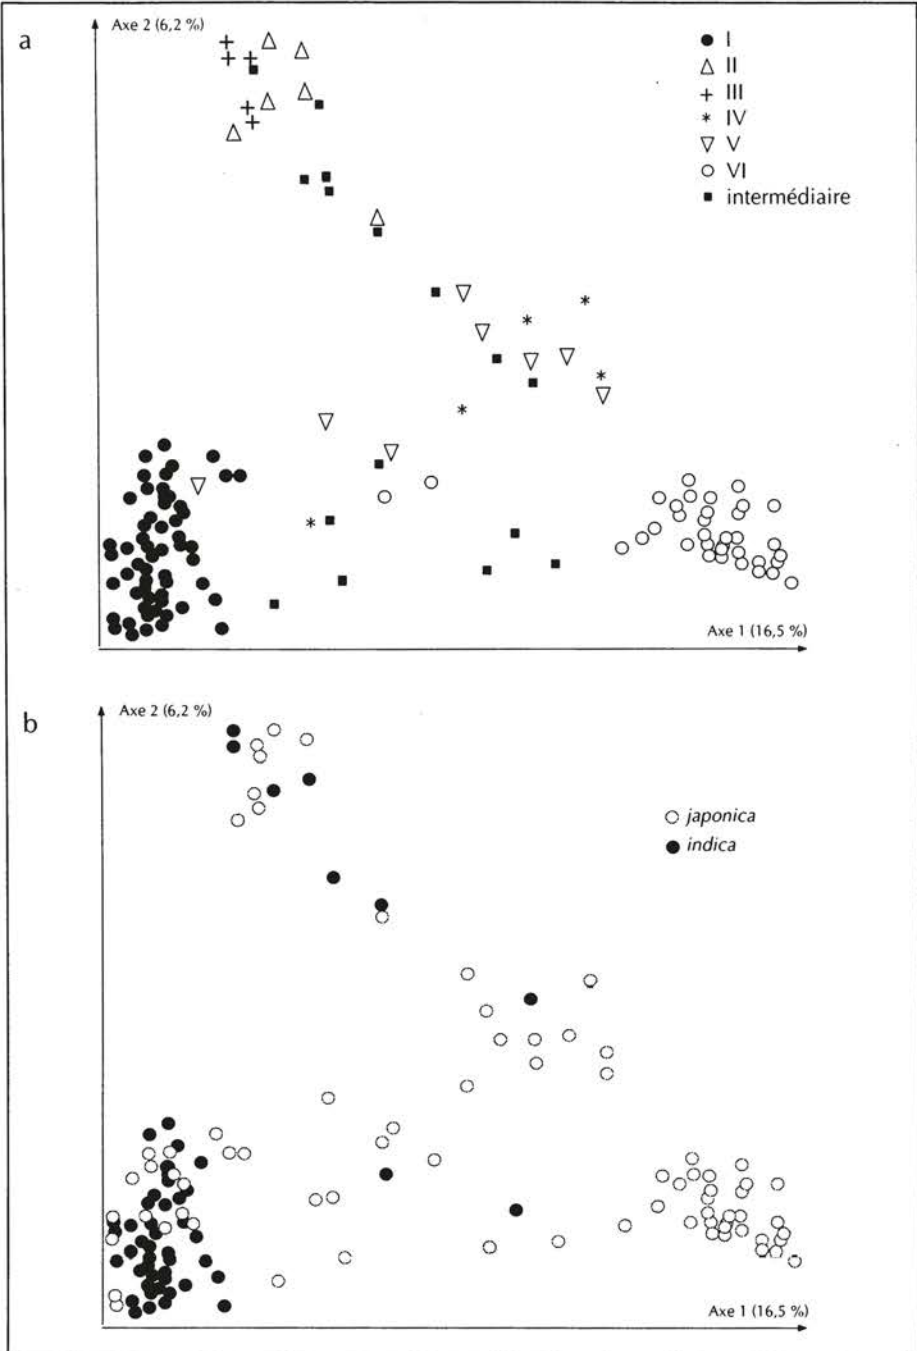 a
Axe 2 (6,2 %)
I
II
III
IV
V
VI
intermédiaire
Axe 1 (16,5 %)
b
Axe 2 (6,2 %)
japonica
indica
Axe 1 (16,5 %)